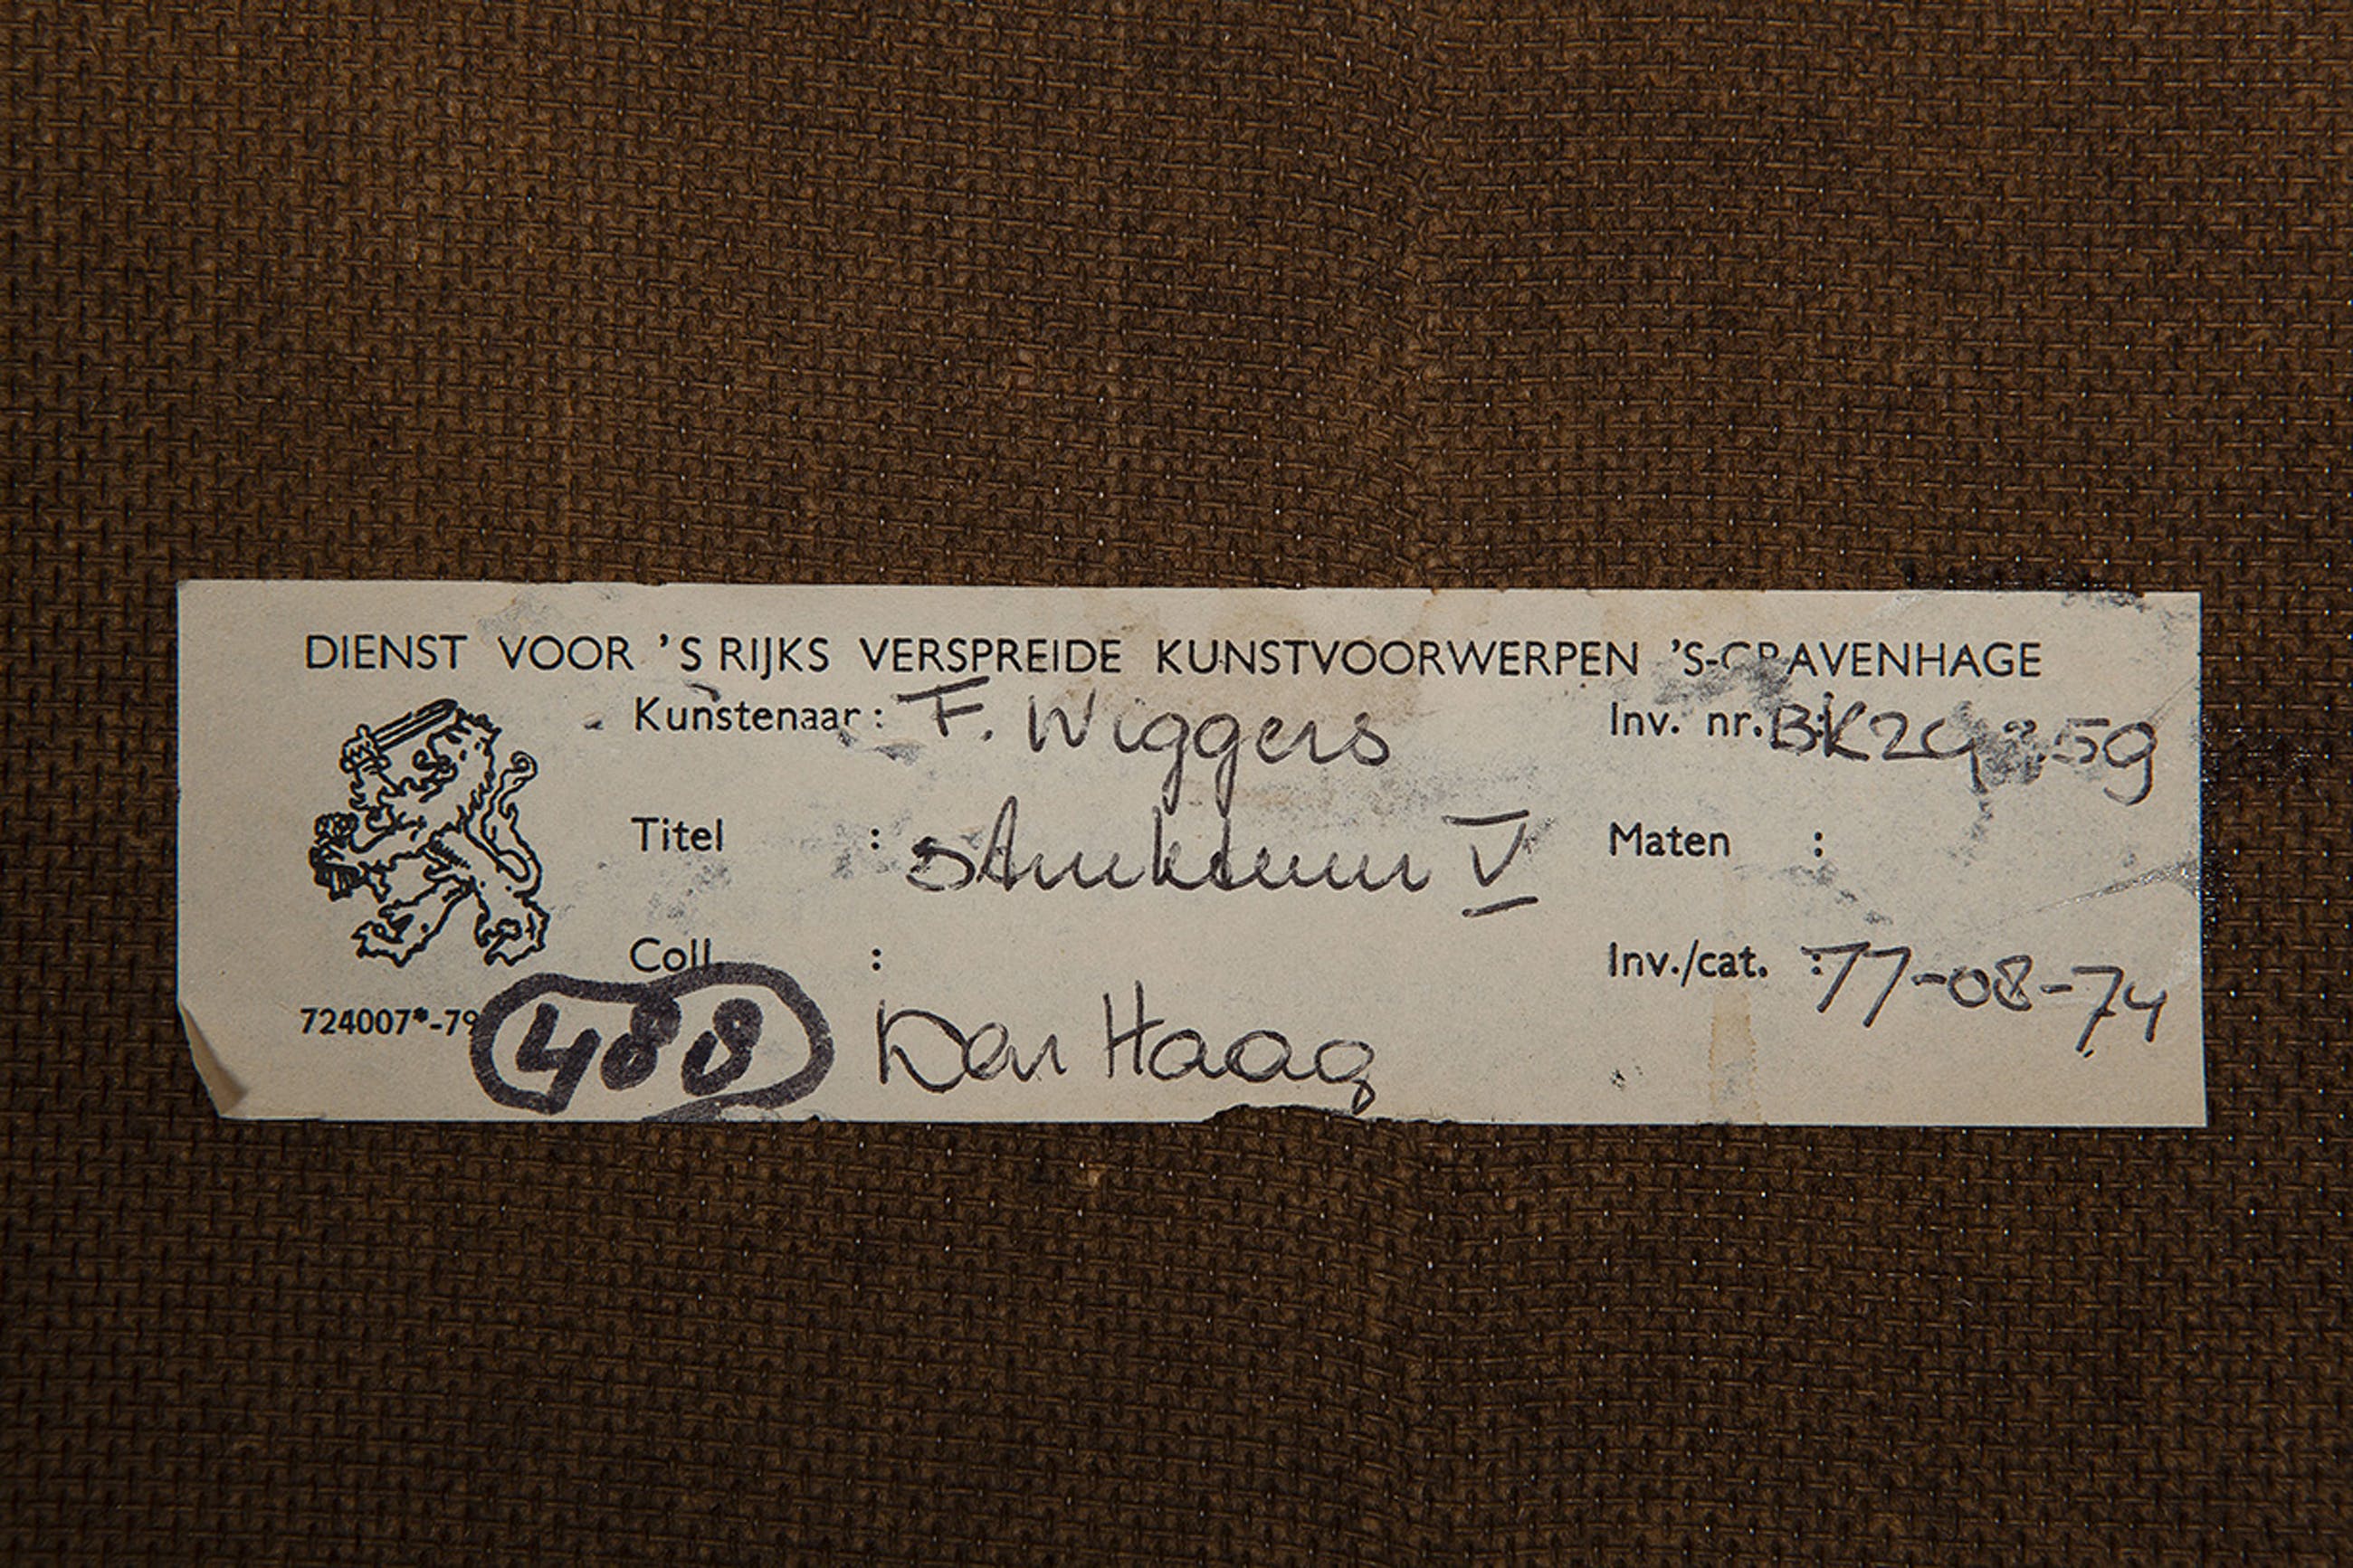 DIENST VOOR 'S RIJKS VERSPREIDE KUNSTVOORWERPEN 'S-GRAVENHAGE
Kunstenaar : F. Wiggers Inv. nr. :
Titel : struktuur V Maten :
Coll : Inv./cat. : 77-08-74
724007*-79 488 Den Haag